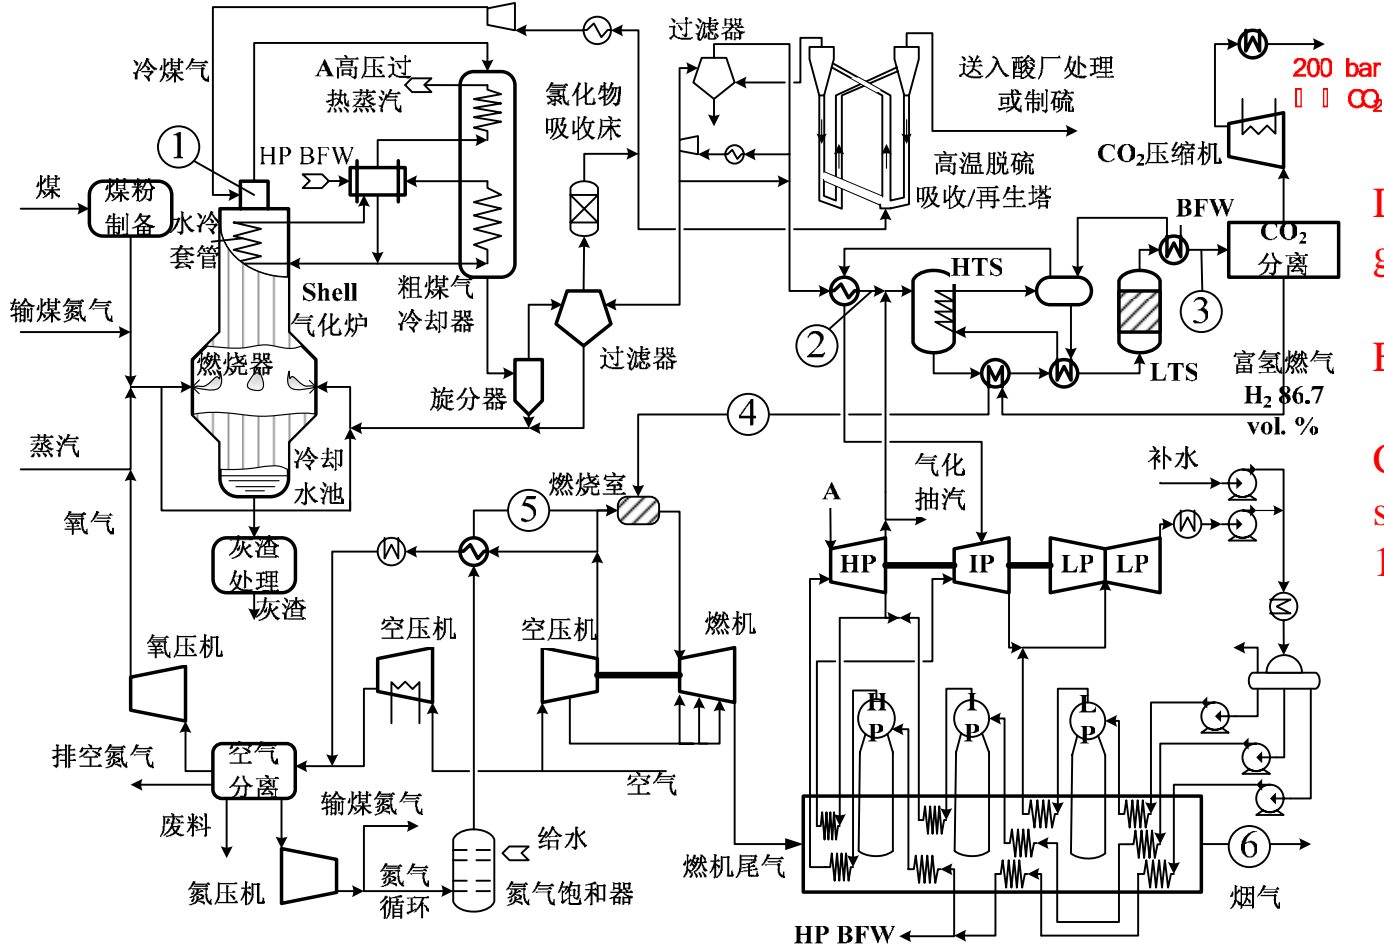 过滤器
冷煤气
A高压过
热蒸汽
氯化物
吸收床
送入酸厂处理
或制硫
200 bar
CO2
1
HP BFW
高温脱硫
吸收/再生塔
CO2压缩机
煤
煤粉
制备
水冷
套管
BFW
CO2
分离
HTS
Shell
气化炉
粗煤气
冷却器
输煤氮气
过滤器
2
3
燃烧器
旋分器
LTS
富氢燃气
H2 86.7
vol. %
4
蒸汽
冷却
水池
燃烧室
气化
抽汽
补水
A
5
氧气
灰渣
处理
灰渣
HP
IP
LP
LP
氧压机
空压机
空压机
燃机
HP
IP
LP
排空氮气
空气
分离
空气
输煤氮气
废料
给水
燃机尾气
6
氮压机
氮气
循环
氮气饱和器
烟气
HP BFW